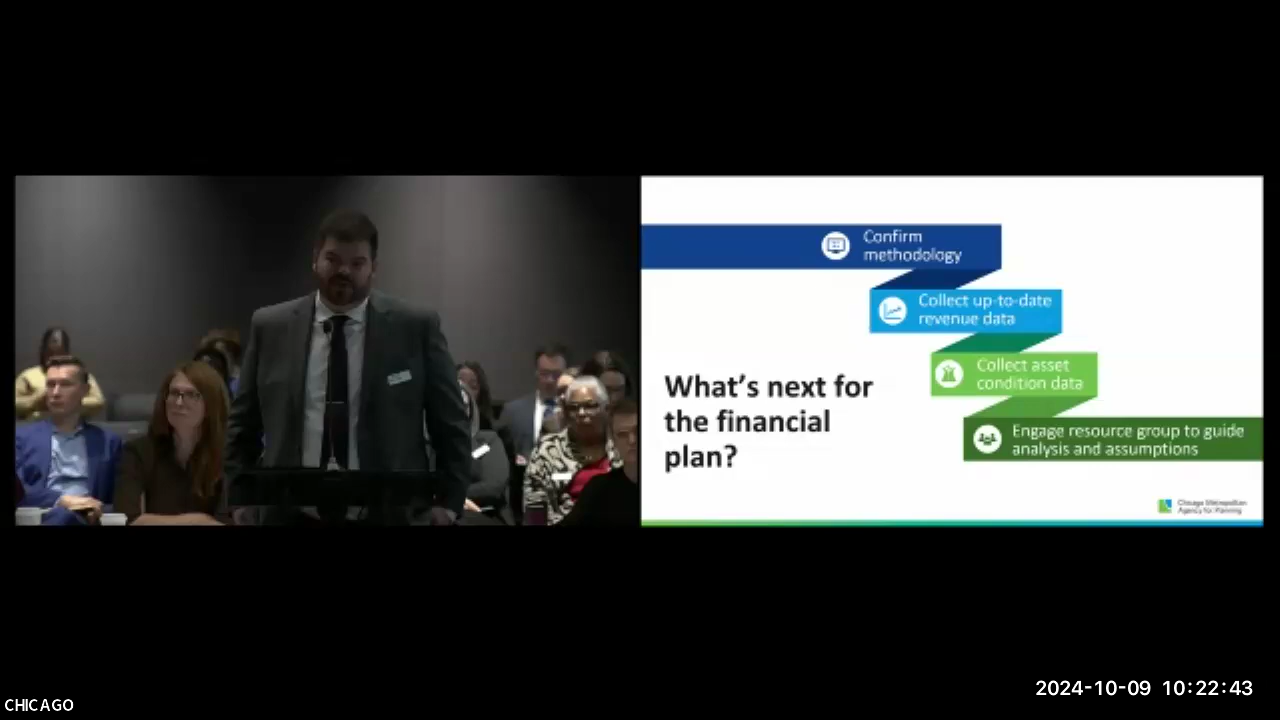 Confirm
methodology
Collect up-to-date
revenue data
Collect asset
condition data
What's next for
the financial
plan?
Engage resource group to guide
analysis and assumptions
Chicago Metropolitan
Agency for Planning
2024-10-09 10:22:43
CHICAGO